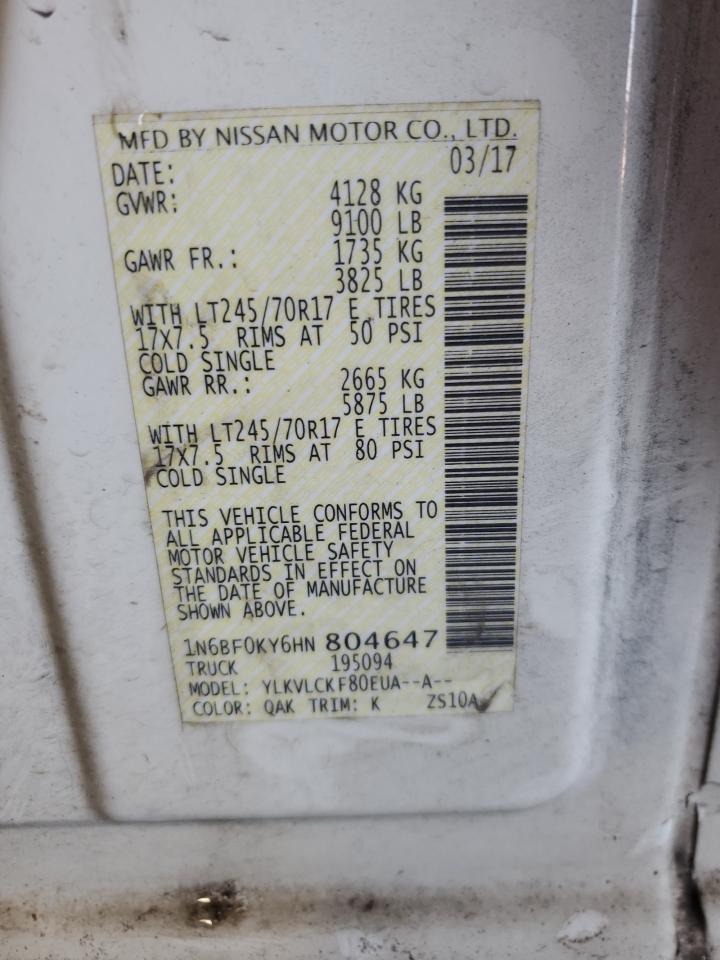 MFD BY NISSAN MOTOR CO., LTD.
DATE: 03/17
GVWR: 4128 KG
9100 LB
GAWR FR.: 1735 KG
3825 LB
WITH LT245/70R17 E TIRES
17X7.5 RIMS AT 50 PSI
COLD SINGLE
GAWR RR.: 2665 KG
5875 LB
WITH LT245/70R17 E TIRES
17X7.5 RIMS AT 80 PSI
COLD SINGLE
THIS VEHICLE CONFORMS TO
ALL APPLICABLE FEDERAL
MOTOR VEHICLE SAFETY
STANDARDS IN EFFECT ON
THE DATE OF MANUFACTURE
SHOWN ABOVE.
1N6BF0KY6HN 804647
TRUCK 195094
MODEL: YLKVLCKF80EUA--A--
COLOR: QAK TRIM: K ZS10A